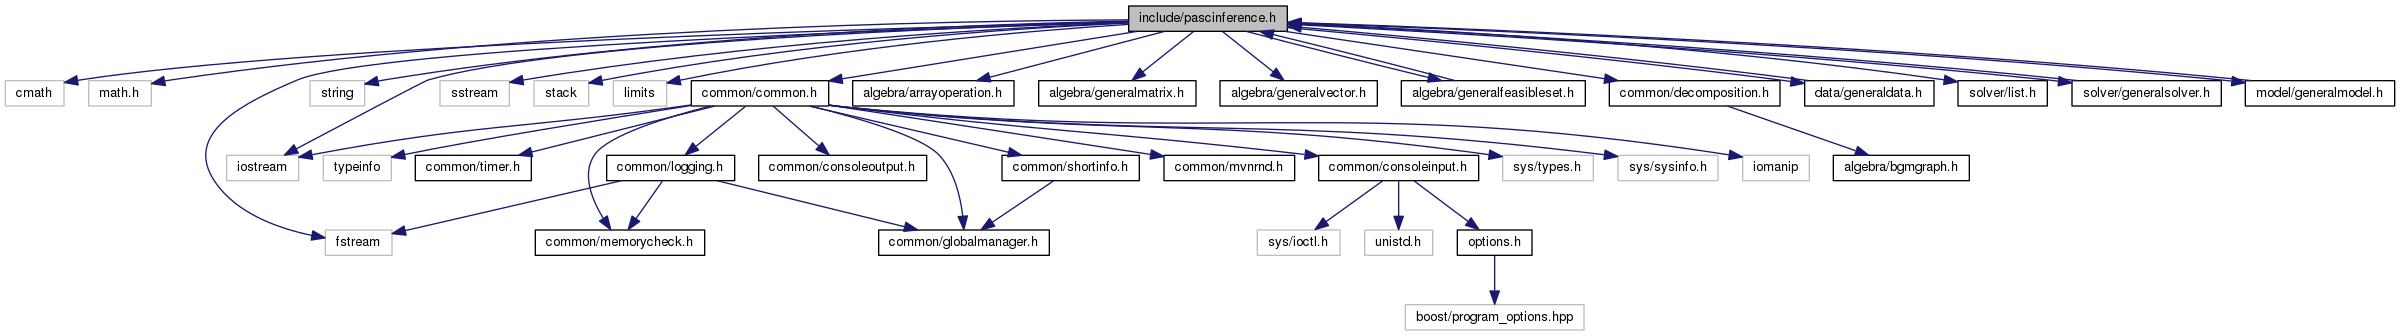 include/pascinference.h
cmath
math.h
string
sstream
stack
limits
common/common.h
algebra/arrayoperation.h
algebra/generalmatrix.h
algebra/generalvector.h
algebra/generalfeasibleset.h
common/decomposition.h
data/generaldata.h
solver/list.h
solver/generalsolver.h
model/generalmodel.h
iostream
typeinfo
common/timer.h
common/logging.h
common/consoleoutput.h
common/shortinfo.h
common/mvnrnd.h
common/consoleinput.h
sys/types.h
sys/sysinfo.h
iomanip
algebra/bgmgraph.h
fstream
common/memorycheck.h
common/globalmanager.h
sys/ioctl.h
unistd.h
options.h
boost/program_options.hpp